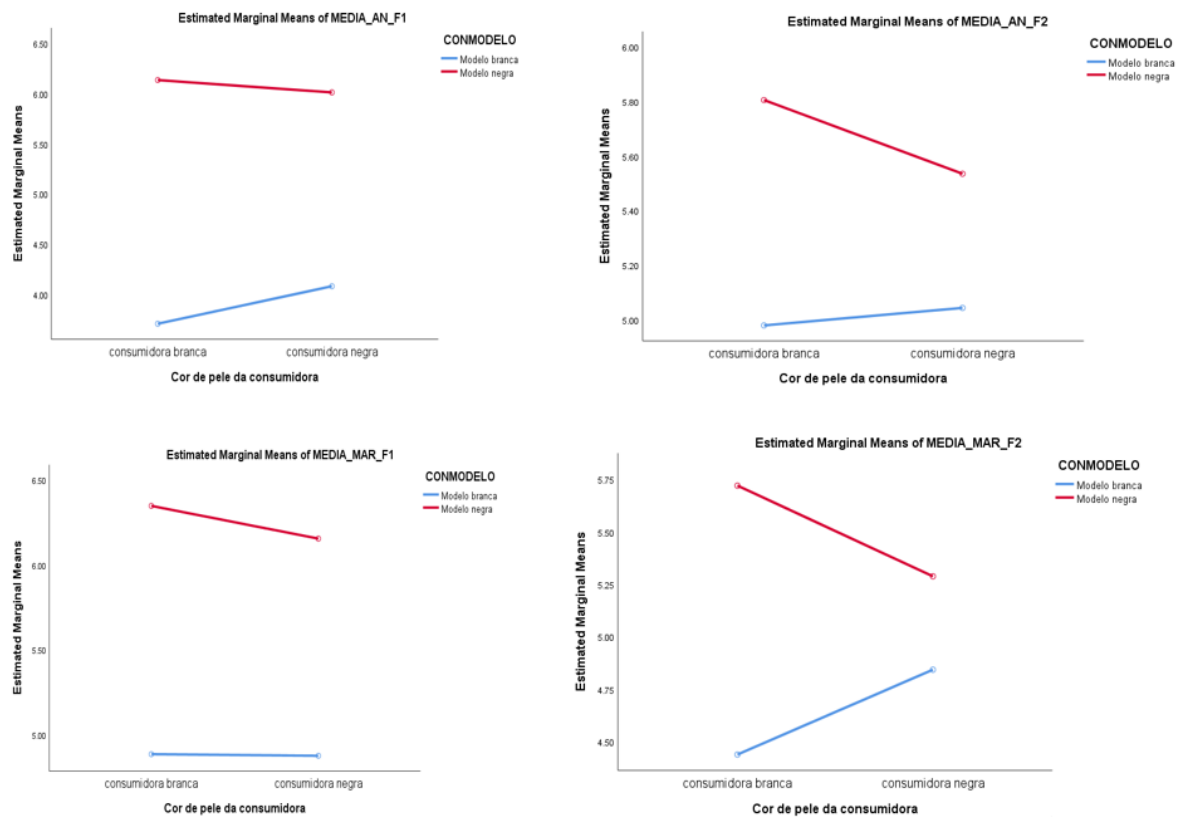 Estimated Marginal Means of MEDIA_AN_F1
CONMODELO
Modelo branca
Modelo negra
Estimated Marginal Means
6.50
6.00
5.50
5.00
4.50
4.00
consumidora branca
consumidora negra
Cor de pele da consumidora
Estimated Marginal Means of MEDIA_AN_F2
CONMODELO
Modelo branca
Modelo negra
Estimated Marginal Means
6.00
5.80
5.60
5.40
5.20
5.00
consumidora branca
consumidora negra
Cor de pele da consumidora
Estimated Marginal Means of MEDIA_MAR_F1
CONMODELO
Modelo branca
Modelo negra
Estimated Marginal Means
6.50
6.00
5.50
5.00
consumidora branca
consumidora negra
Cor de pele da consumidora
Estimated Marginal Means of MEDIA_MAR_F2
CONMODELO
Modelo branca
Modelo negra
Estimated Marginal Means
5.75
5.50
5.25
5.00
4.75
4.50
consumidora branca
consumidora negra
Cor de pele da consumidora